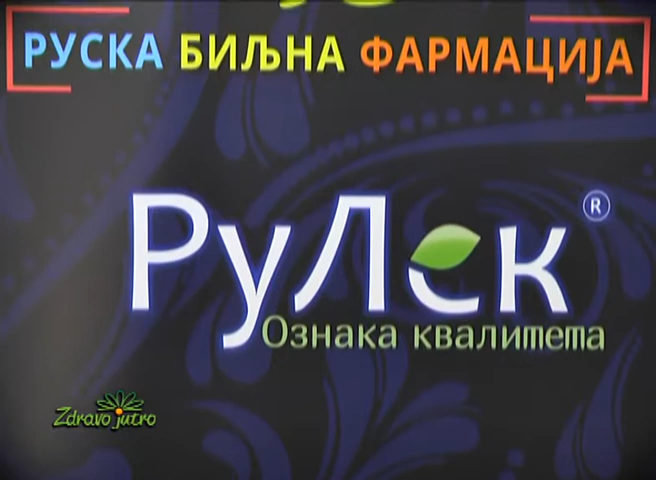 РУСКА БИЉНА ФАРМАЦИЈА
РуЛек ®
Ознака квалитета
Zdravo jutro